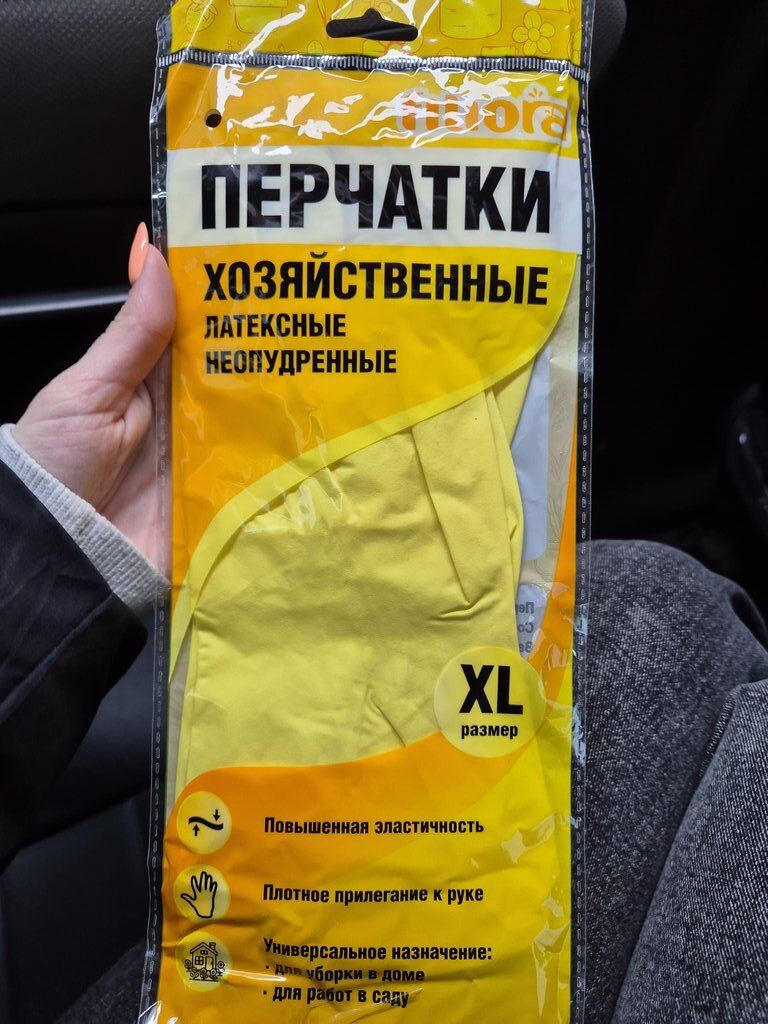 ПЕРЧАТКИ
ХОЗЯЙСТВЕННЫЕ
ЛАТЕКСНЫЕ
НЕОПУДРЕННЫЕ
XL
размер
Повышенная эластичность
Плотное прилегание к руке
Универсальное назначение:
· для уборки в доме
· для работ в саду